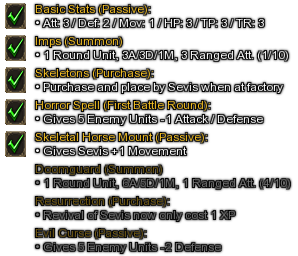 Basic Stats (Passive):
• Att: 3 / Def: 2 / Mov: 1 / HP: 3 / TP: 3 / TR: 3
Imps (Summon)
• 1 Round Unit, 3A/3D/1M, 3 Ranged Att. (1/10)
Skeletons (Purchase):
• Purchase and place by Sevis when at factory
Horror Spell (First Battle Round):
• Gives 5 Enemy Units -1 Attack / Defense
Skeletal Horse Mount (Passive):
• Gives Sevis +1 Movement
Doomguard (Summon)
• 1 Round Unit, 6A/6D/1M, 1 Ranged Att. (4/10)
Resurrection (Purchase):
• Revival of Sevis now only cost 1 XP
Evil Curse (Passive):
• Gives 5 Enemy Units -2 Defense